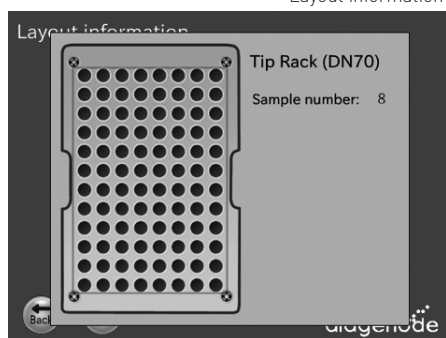 Layout information
Layout information
Tip Rack (DN70)
Sample number: 8
Back
diagenode